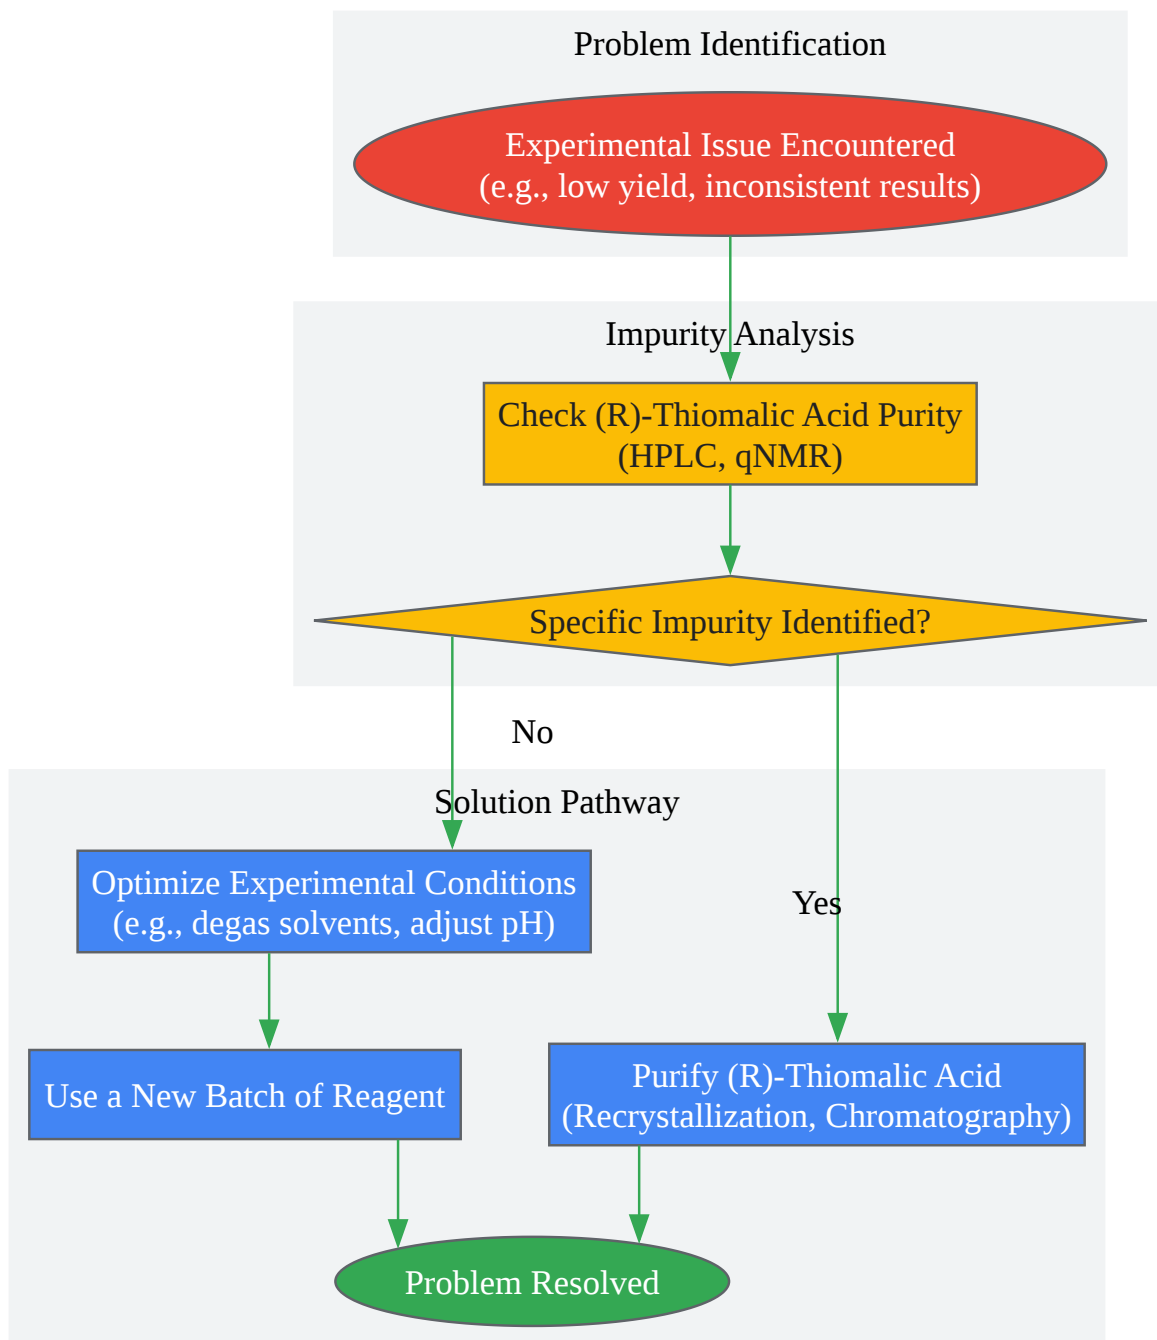 Problem Identification
Experimental Issue Encountered
(e.g., low yield, inconsistent results)
Impurity Analysis
Check (R)-Thiomalic Acid Purity
(HPLC, qNMR)
Specific Impurity Identified?
No
Solution Pathway
Optimize Experimental Conditions
(e.g., degas solvents, adjust pH)
Yes
Use a New Batch of Reagent
Purify (R)-Thiomalic Acid
(Recrystallization, Chromatography)
Problem Resolved